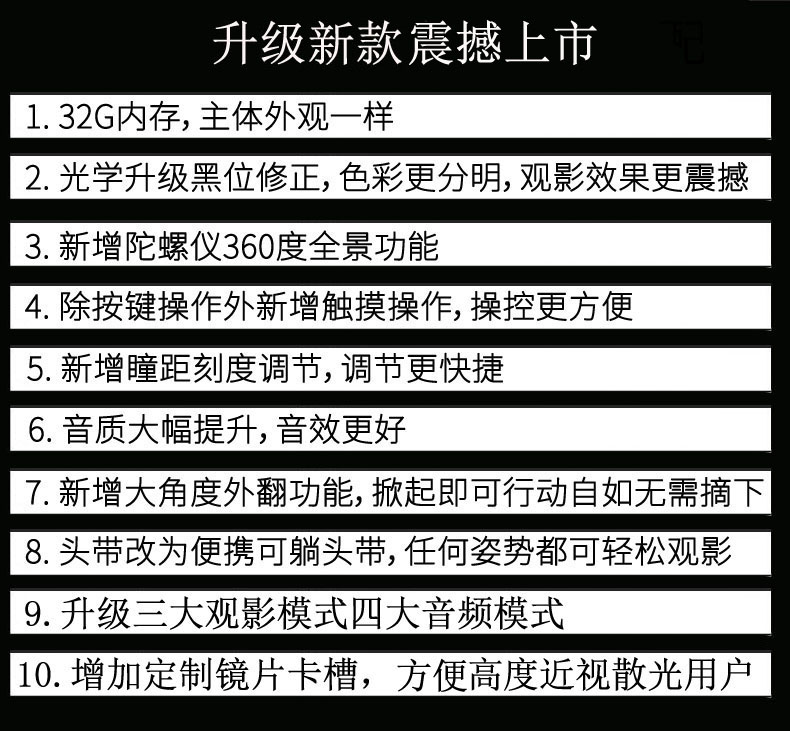 升级新款震撼上市
1. 32G内存，主体外观一样
2. 光学升级黑位修正，色彩更分明，观影效果更震撼
3. 新增陀螺仪360度全景功能
4. 除按键操作外新增触摸操作，操控更方便
5. 新增瞳距刻度调节，调节更快捷
6. 音质大幅提升，音效更好
7. 新增大角度外翻功能，掀起即可行动自如无需摘下
8. 头带改为便携可躺头带，任何姿势都可轻松观影
9. 升级三大观影模式四大音频模式
10. 增加定制镜片卡槽，方便高度近视散光用户